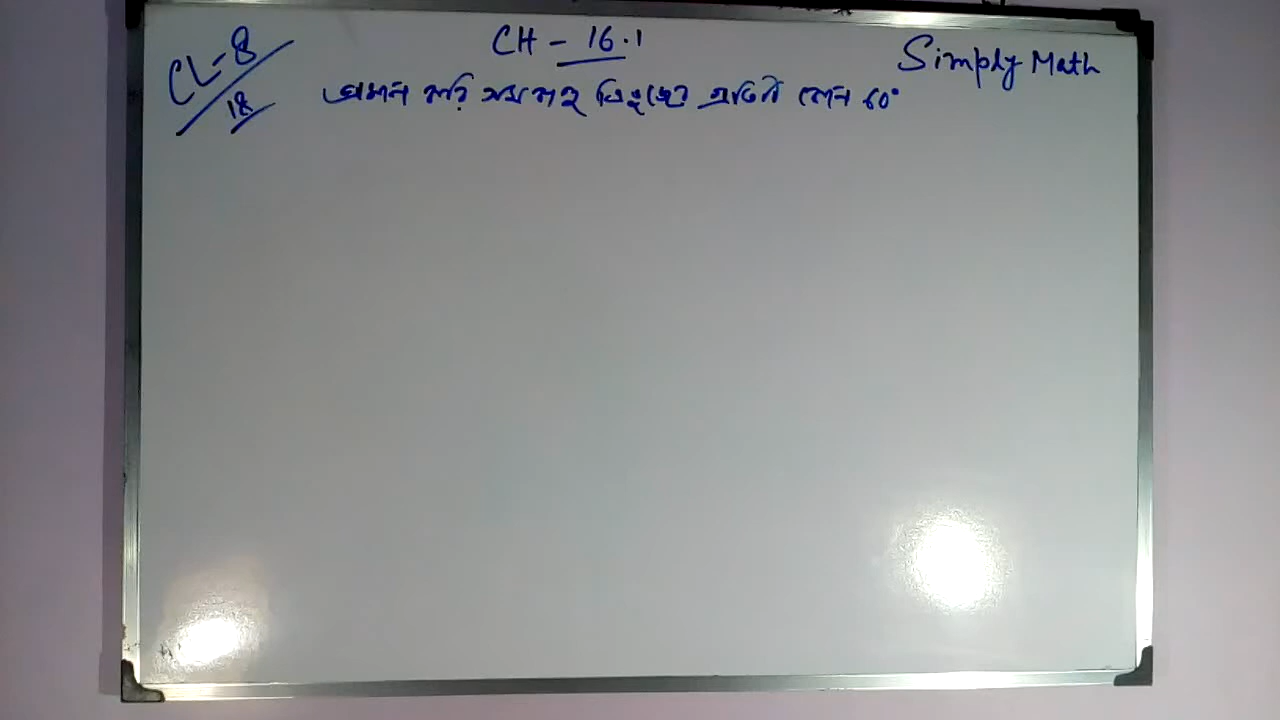 CL-8
18
CH - 16.1
Simply Math
প্রমান করি সমবাহু ত্রিভুজের প্রতিটি কোন 60°